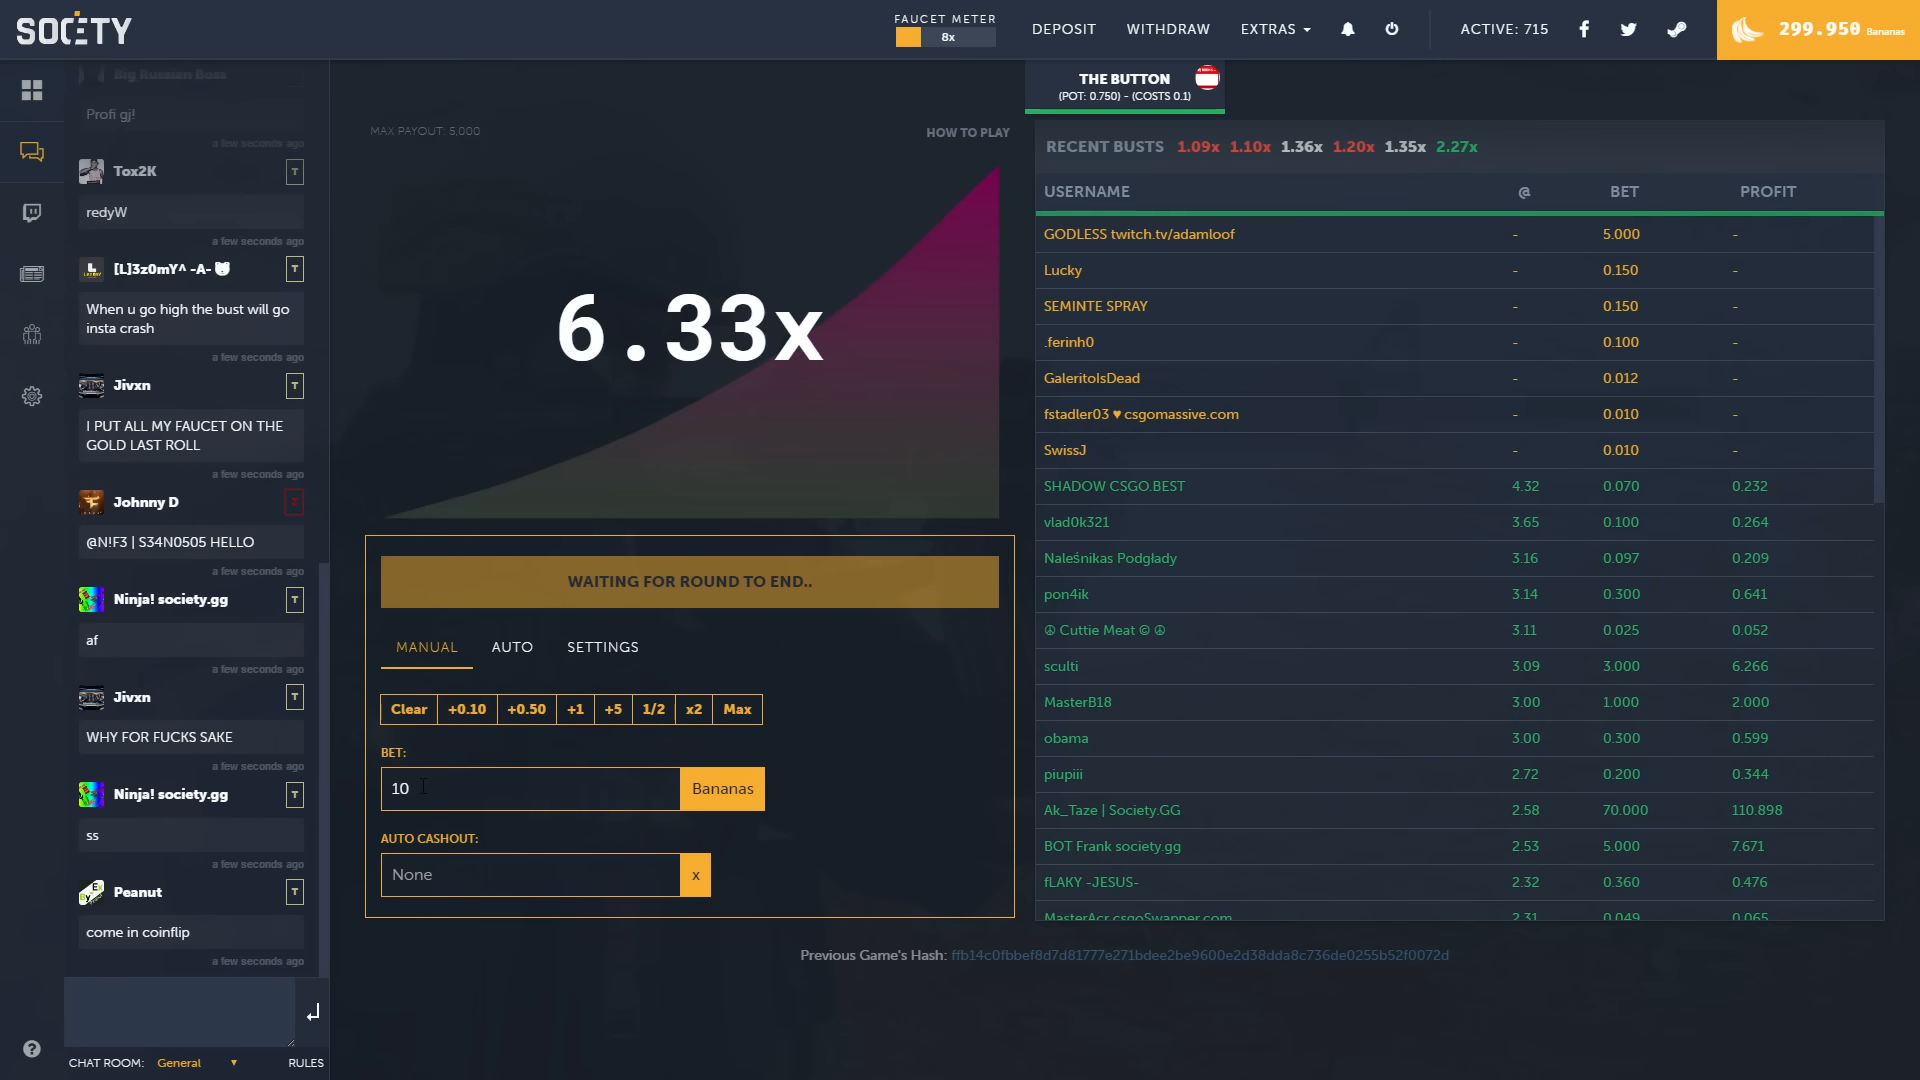 SOCIETY
FAUCET METER
8x
DEPOSIT
WITHDRAW
EXTRAS
ACTIVE: 715
299.950 Bananas
Big Russian Boss
Profi gj!
a few seconds ago
Tox2K
T
redyW
a few seconds ago
[L]3z0mY^ -A-
T
When u go high the bust will go
insta crash
a few seconds ago
Jivxn
T
I PUT ALL MY FAUCET ON THE
GOLD LAST ROLL
a few seconds ago
Johnny D
@N!F3 | S34N0505 HELLO
a few seconds ago
Ninja! society.gg
T
af
a few seconds ago
Jivxn
T
WHY FOR FUCKS SAKE
a few seconds ago
Ninja! society.gg
T
ss
a few seconds ago
Peanut
T
come in coinflip
a few seconds ago
CHAT ROOM: General
RULES
MAX PAYOUT: 5,000
HOW TO PLAY
6.33x
WAITING FOR ROUND TO END..
MANUAL
AUTO
SETTINGS
Clear +0.10 +0.50 +1 +5 1/2 x2 Max
BET:
10
Bananas
AUTO CASHOUT:
None
x
THE BUTTON
(POT: 0.750) - (COSTS 0.1)
RECENT BUSTS 1.09x 1.10x 1.36x 1.20x 1.35x 2.27x
USERNAME @ BET PROFIT
GODLESS twitch.tv/adamloof - 5.000 -
Lucky - 0.150 -
SEMINTE SPRAY - 0.150 -
.ferinh0 - 0.100 -
GaleritoIsDead - 0.012 -
fstadler03 ♥ csgomassive.com - 0.010 -
SwissJ - 0.010 -
SHADOW CSGO.BEST 4.32 0.070 0.232
vlad0k321 3.65 0.100 0.264
Naleśnikas Podglądy 3.16 0.097 0.209
pon4ik 3.14 0.300 0.641
☮ Cuttie Meat © ☮ 3.11 0.025 0.052
sculti 3.09 3.000 6.266
MasterB18 3.00 1.000 2.000
obama 3.00 0.300 0.599
piupiii 2.72 0.200 0.344
Ak_Taze | Society.GG 2.58 70.000 110.898
BOT Frank society.gg 2.53 5.000 7.671
fLAKY -JESUS- 2.32 0.360 0.476
MasterAcr csgoSwapper.com 2.31 0.049 0.065
Previous Game's Hash: ffb14c0fbbef8d7d81777e271bdee2be9600e2d38dda8c736de0255b52f0072d